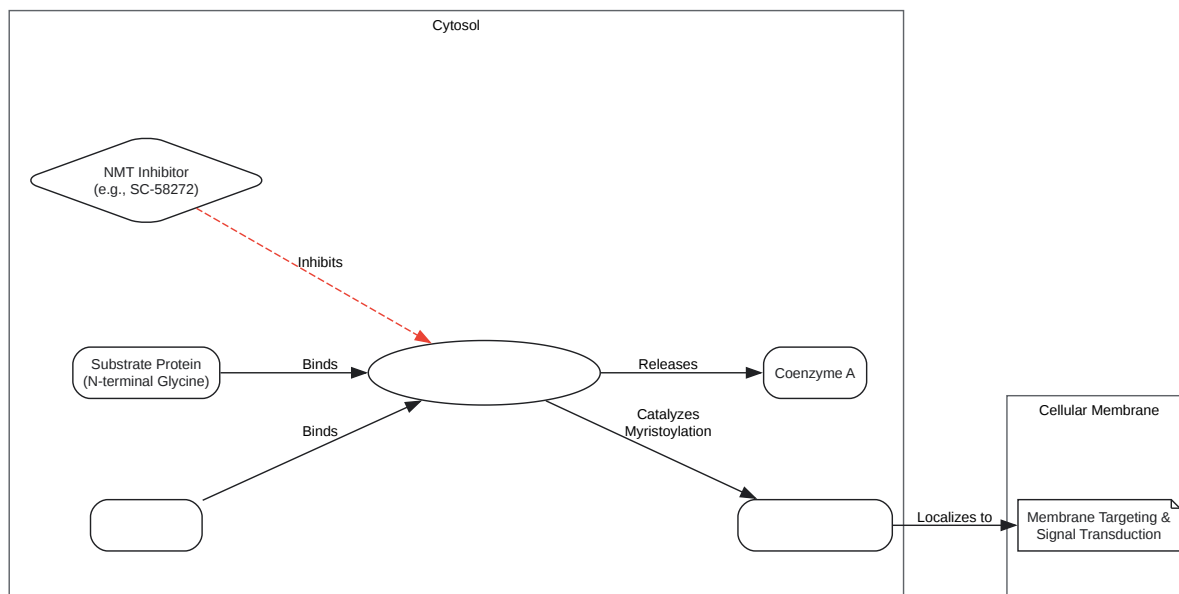 Cytosol
NMT Inhibitor
(e.g., SC-58272)
Inhibits
Substrate Protein
(N-terminal Glycine)
Binds
Releases
Coenzyme A
Binds
Catalyzes
Myristoylation
Cellular Membrane
Localizes to
Membrane Targeting &
Signal Transduction